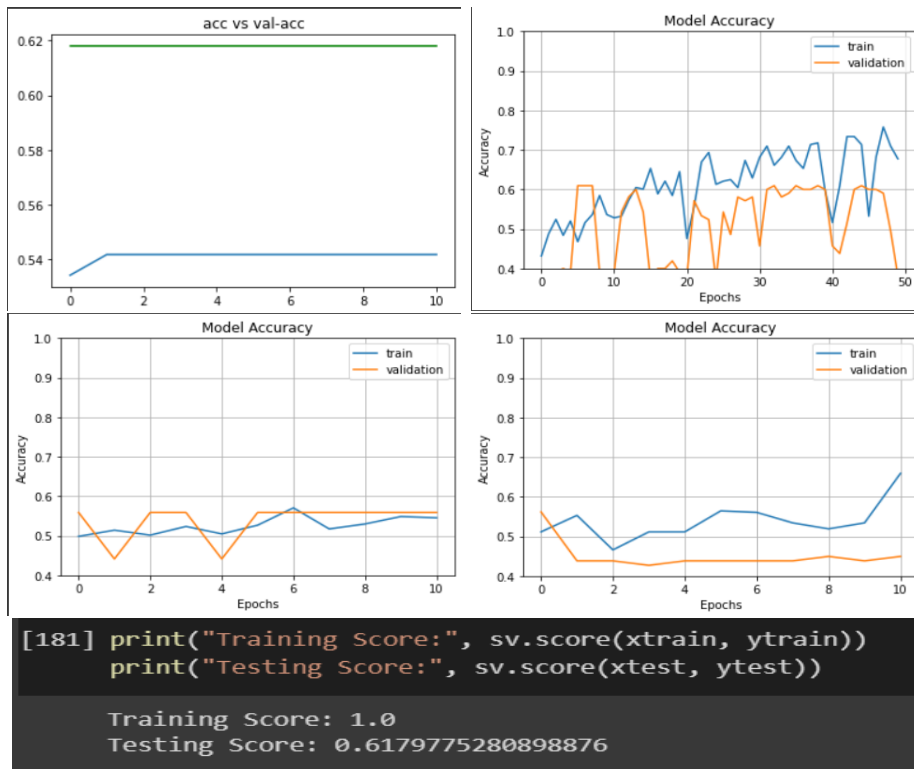 acc vs val-acc
0.62
0.60
0.58
0.56
0.54
0 2 4 6 8 10
Model Accuracy
train
validation
Accuracy
1.0
0.9
0.8
0.7
0.6
0.5
0.4
0 10 20 30 40 50
Epochs
Model Accuracy
train
validation
Accuracy
1.0
0.9
0.8
0.7
0.6
0.5
0.4
0 2 4 6 8 10
Epochs
Model Accuracy
train
validation
Accuracy
1.0
0.9
0.8
0.7
0.6
0.5
0.4
0 2 4 6 8 10
Epochs
[181] print("Training Score:", sv.score(xtrain, ytrain))
print("Testing Score:", sv.score(xtest, ytest))
Training Score: 1.0
Testing Score: 0.6179775280898876